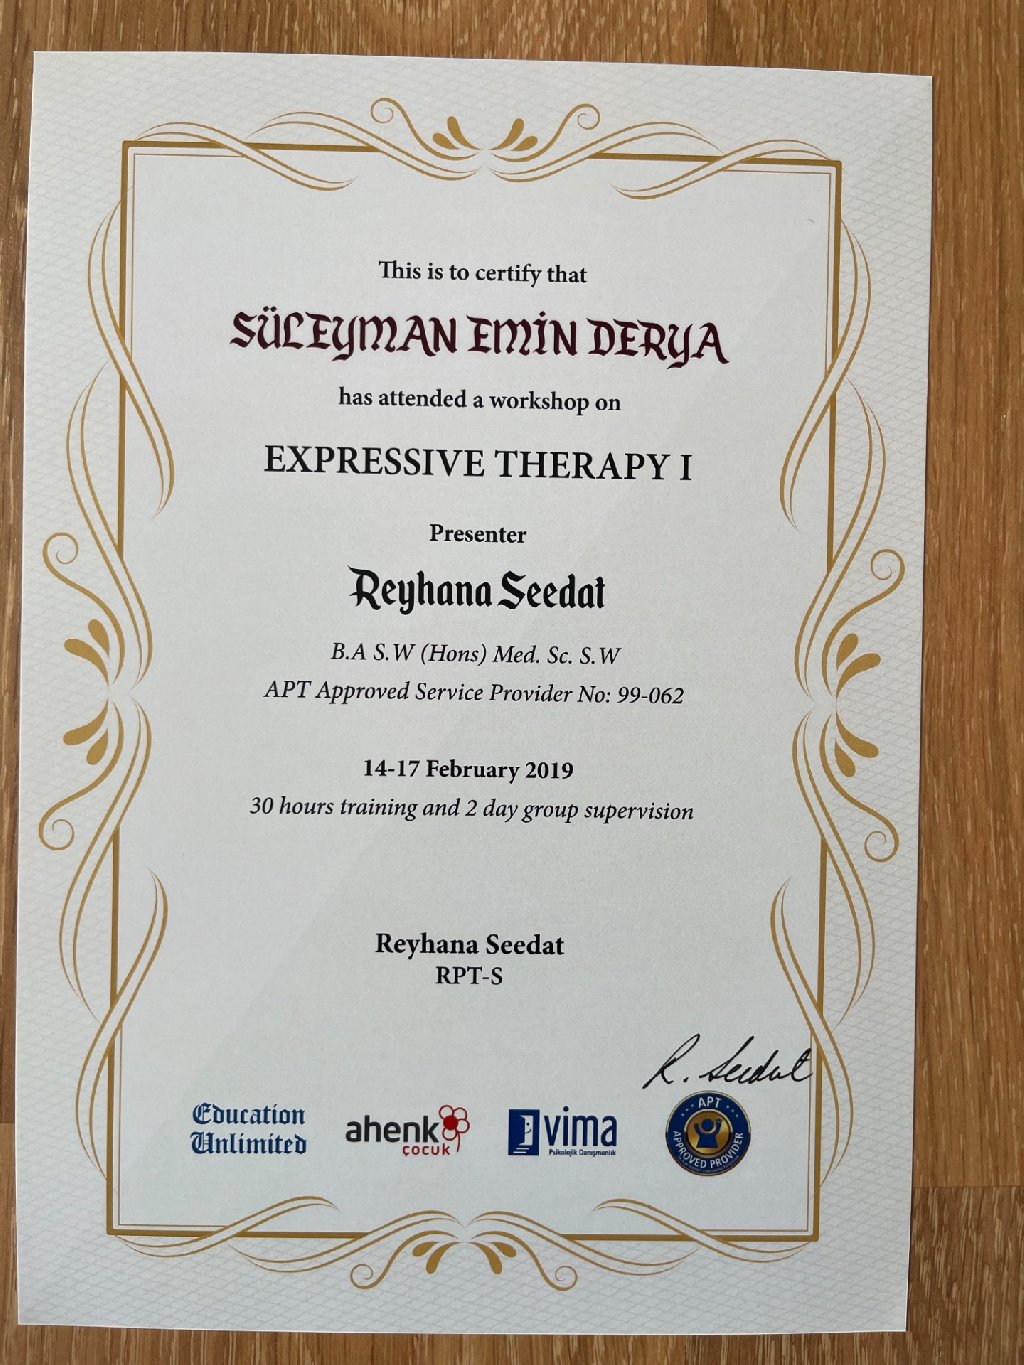 This is to certify that
SÜLEYMAN EMİN DERYA
has attended a workshop on
EXPRESSIVE THERAPY I
Presenter
Reyhana Seedat
B.A S.W (Hons) Med. Sc. S.W
APT Approved Service Provider No: 99-062
14-17 February 2019
30 hours training and 2 day group supervision
Reyhana Seedat
RPT-S
R. Seedat
Education
Unlimited
ahenk
çocuk
vima
Psikolojik Danışmanlık
APT
APPROVED PROVIDER